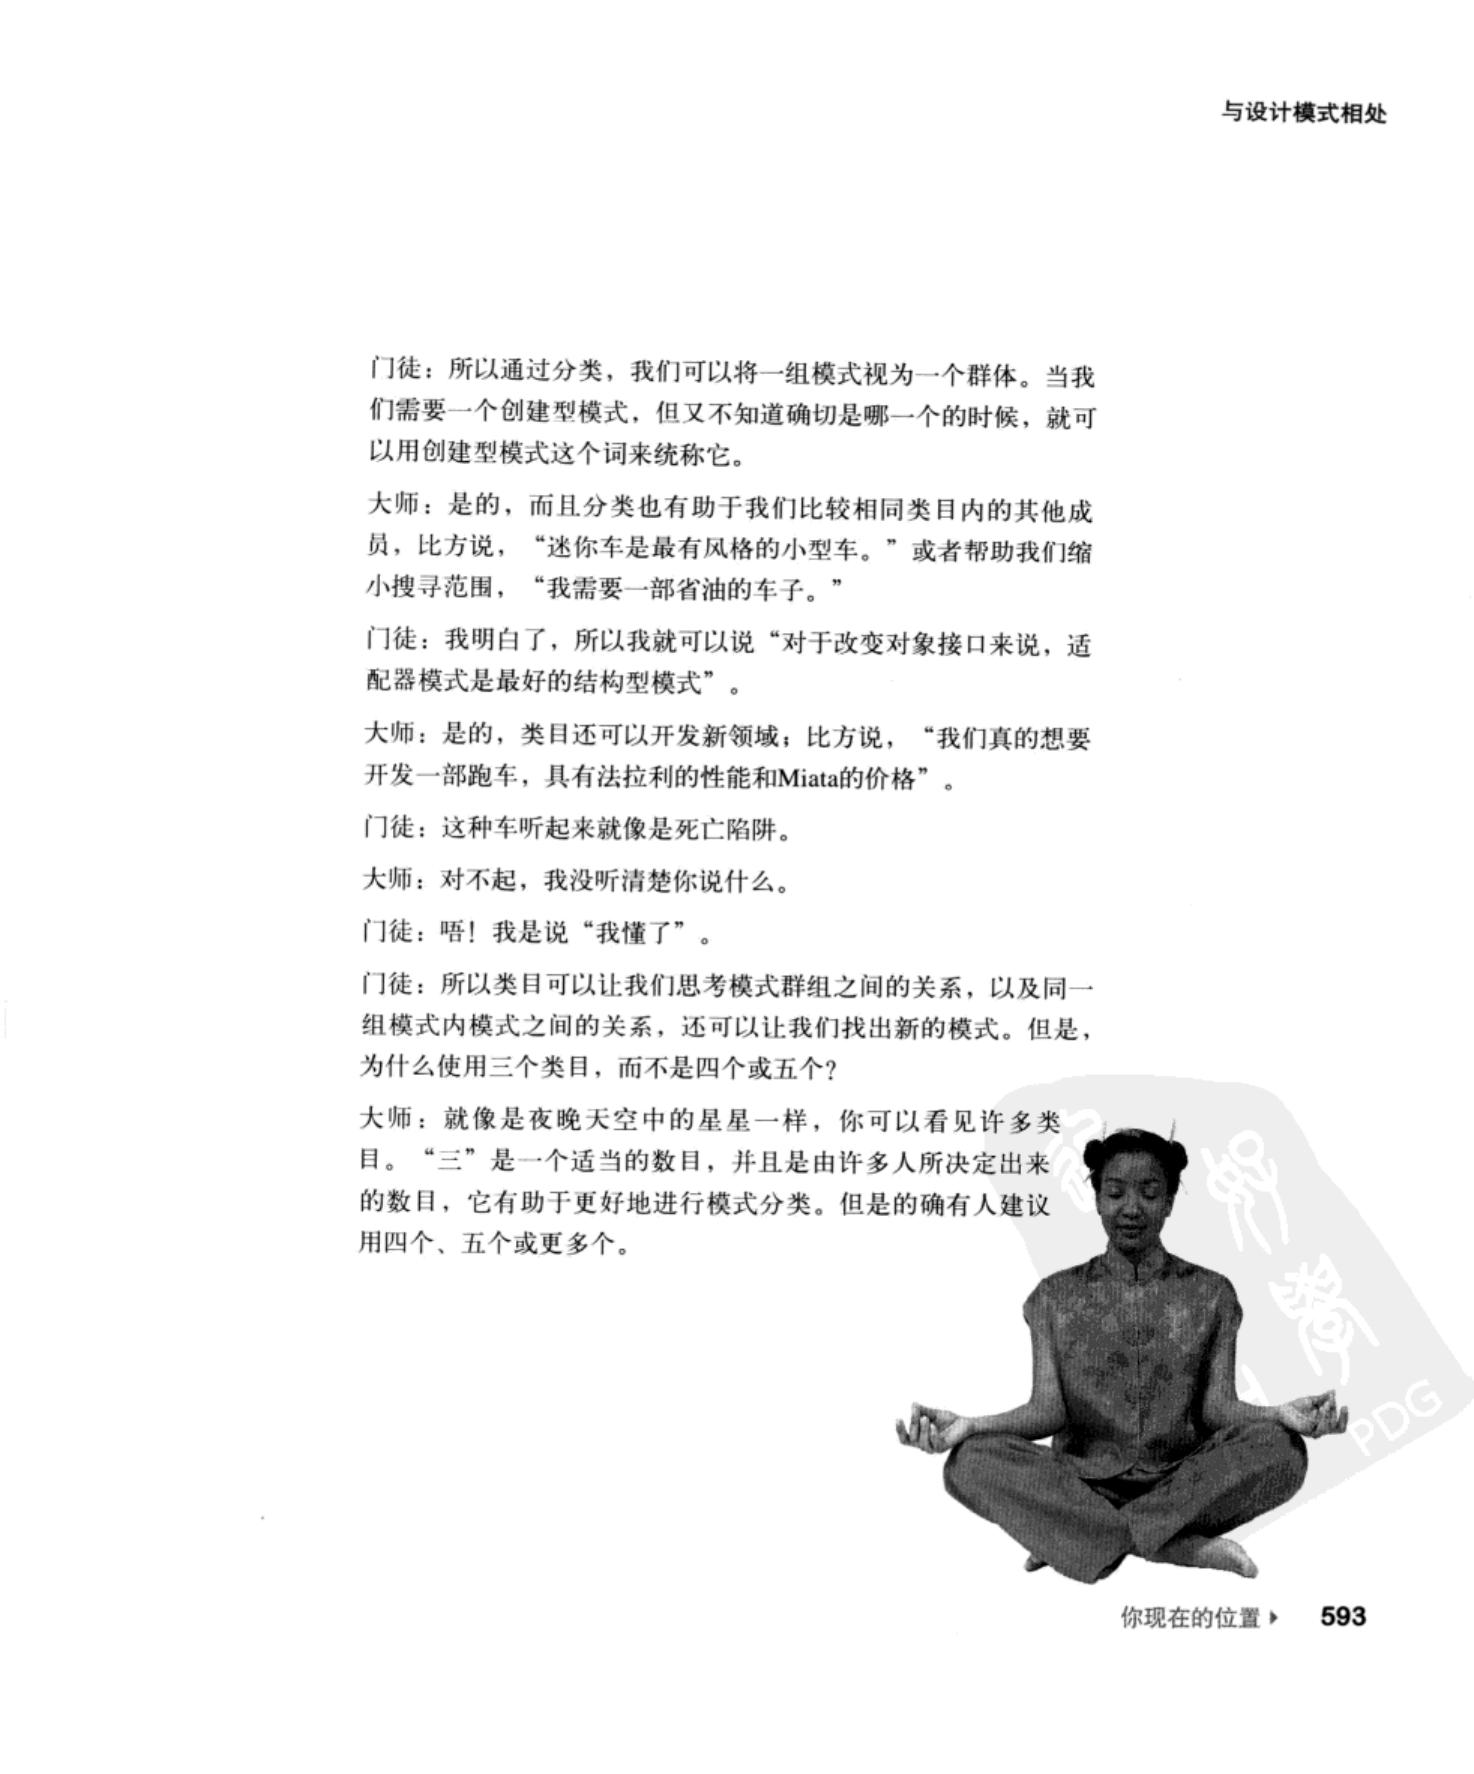 与设计模式相处
门徒：所以通过分类，我们可以将一组模式视为一个群体。当我
们需要一个创建型模式，但又不知道确切是哪一个的时候，就可
以用创建型模式这个词来统称它。
大师：是的，而且分类也有助于我们比较相同类目内的其他成
员，比方说，“迷你车是最有风格的小型车。”或者帮助我们缩
小搜寻范围，“我需要一部省油的车子。”
门徒：我明白了，所以我就可以说“对于改变对象接口来说，适
配器模式是最好的结构型模式”。
大师：是的，类目还可以开发新领域；比方说，“我们真的想要
开发一部跑车，具有法拉利的性能和Miata的价格”。
门徒：这种车听起来就像是死亡陷阱。
大师：对不起，我没听清楚你说什么。
门徒：唔！我是说“我懂了”。
门徒：所以类目可以让我们思考模式群组之间的关系，以及同一
组模式内模式之间的关系，还可以让我们找出新的模式。但是，
为什么使用三个类目，而不是四个或五个？
大师：就像是夜晚天空中的星星一样，你可以看见许多类
目。“三”是一个适当的数目，并且是由许多人所决定出来
的数目，它有助于更好地进行模式分类。但是的确有人建议
用四个、五个或更多个。
PDG
你现在的位置 593